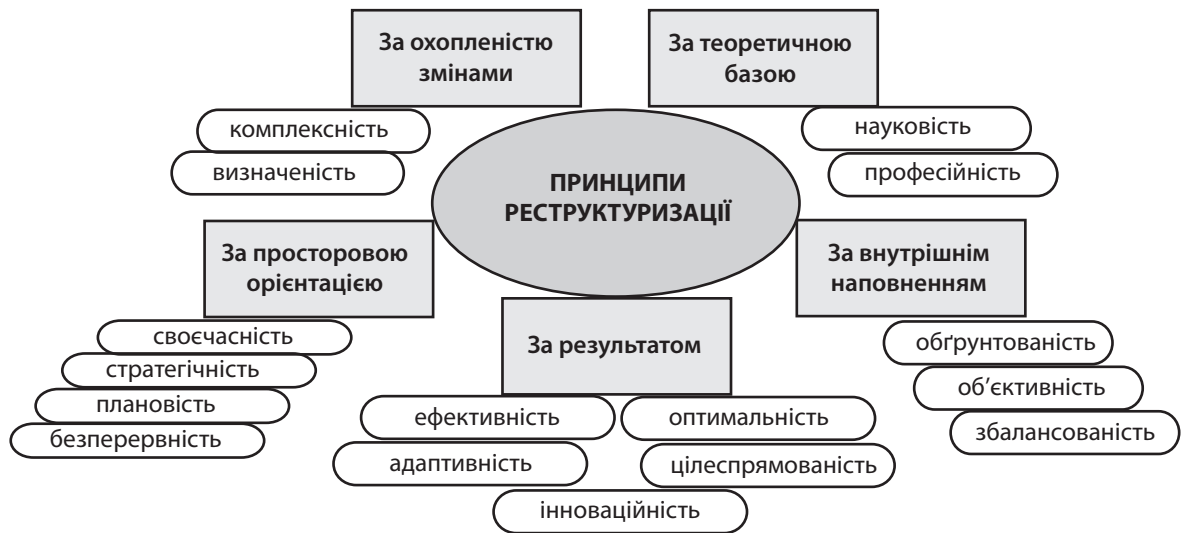 За охопленістю
змінами
За теоретичною
базою
комплексність
визначеність
науковість
професійність
ПРИНЦИПИ
РЕСТРУКТУРИЗАЦІЇ
За просторовою
орієнтацією
За внутрішнім
наповненням
своєчасність
стратегічність
плановість
безперервність
За результатом
обґрунтованість
об’єктивність
збалансованість
ефективність
оптимальність
адаптивність
цілеспрямованість
інноваційність